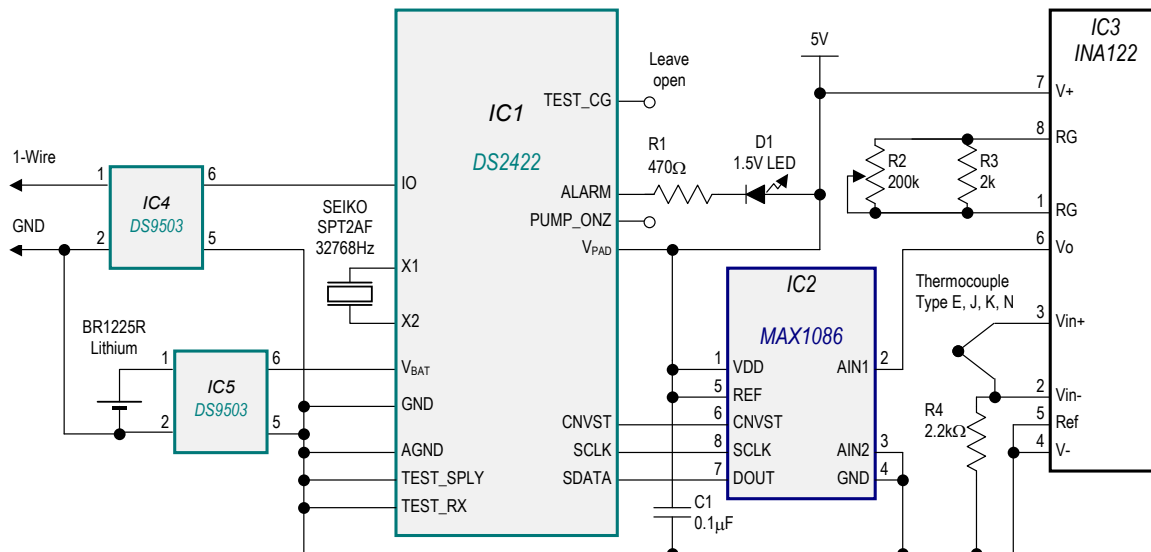 IC1
DS2422
TEST_CG
Leave
open
5V
IC3
INA122
7
V+
8
RG
R2
200k
R3
2k
1
RG
6
Vo
1-Wire
1
6
IO
IC4
DS9503
GND
2
5
R1
470Ω
D1
1.5V LED
ALARM
PUMP_ONZ
VPAD
SEIKO
SPT2AF
32768Hz
X1
X2
IC2
MAX1086
Thermocouple
Type E, J, K, N
3
Vin+
2
Vin-
5
Ref
4
V-
R4
2.2kΩ
BR1225R
Lithium
1
6
VBAT
IC5
DS9503
2
5
GND
AGND
TEST_SPLY
TEST_RX
CNVST
SCLK
SDATA
1
VDD
5
REF
6
CNVST
8
SCLK
7
DOUT
AIN1
2
AIN2
3
GND
4
C1
0.1μF